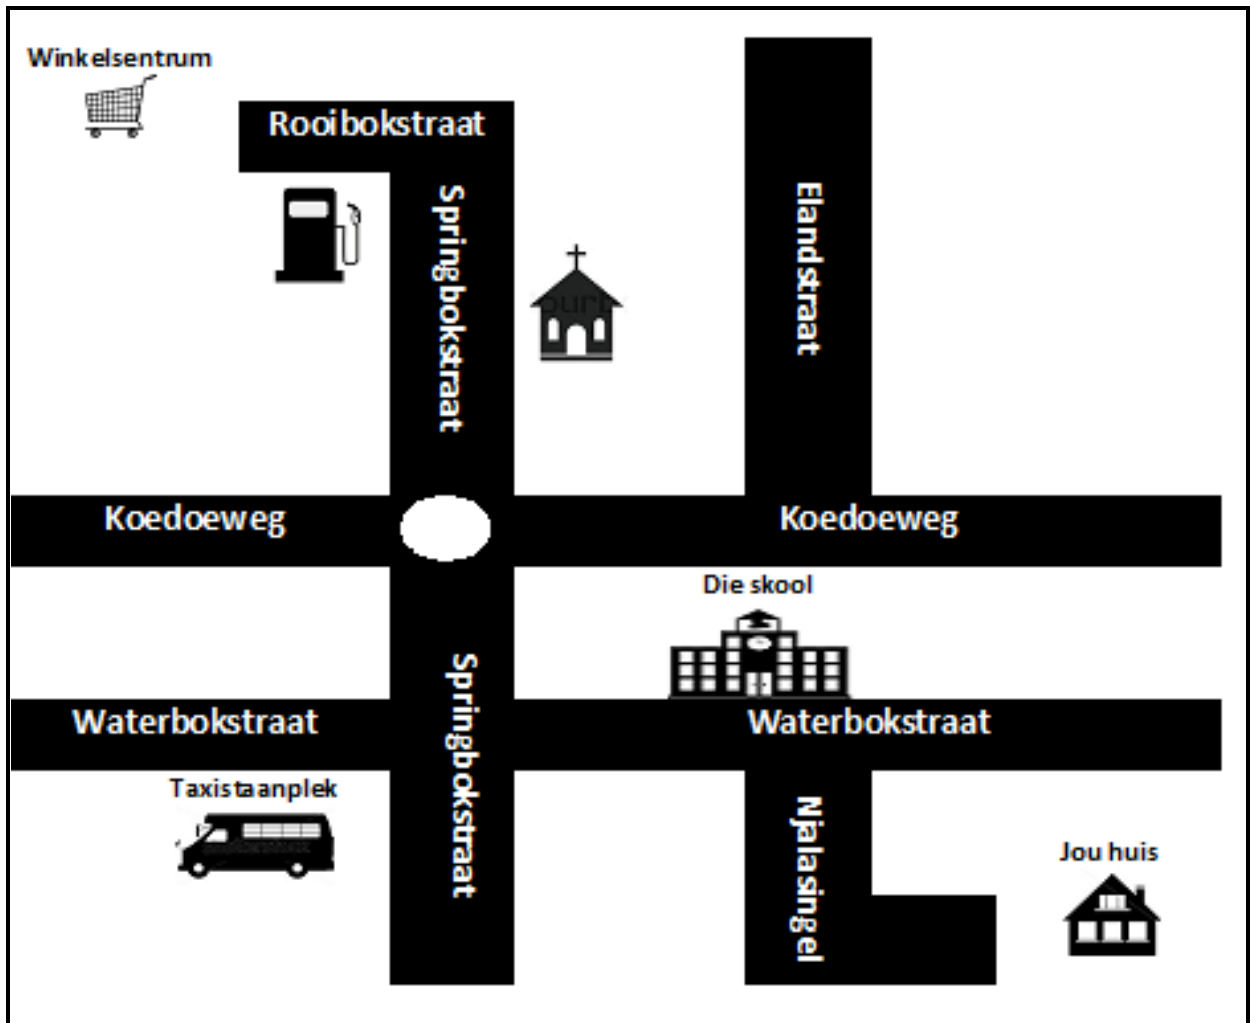 Winkelsentrum
Rooibokstraat
Springbokstraat
Elandstraat
Koedoeweg
Koedoeweg
Die skool
Springbokstraat
Waterbokstraat
Waterbokstraat
Taxistaanplek
Njalasingel
Jou huis